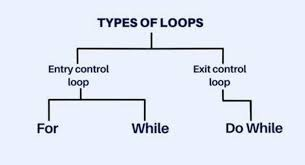 TYPES OF LOOPS
Entry control
loop
Exit control
loop
For
While
Do While